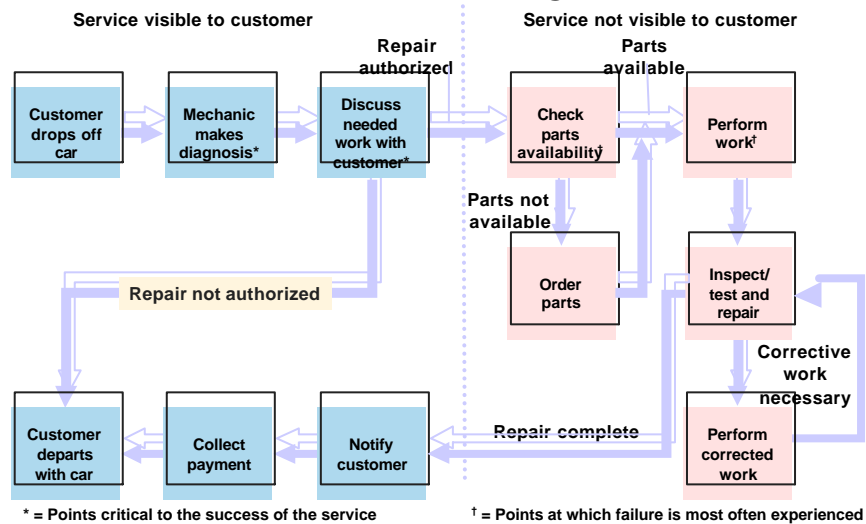 Service visible to customer
Service not visible to customer
Repair
authorized
Parts
available
Customer
drops off
car
Mechanic
makes
diagnosis*
Discuss
needed
work with
customer*
Check
parts
availability†
Perform
work†
Parts not
available
Order
parts
Inspect/
test and
repair
Repair not authorized
Corrective
work
necessary
Customer
departs
with car
Collect
payment
Notify
customer
Repair complete
Perform
corrected
work
* = Points critical to the success of the service
† = Points at which failure is most often experienced